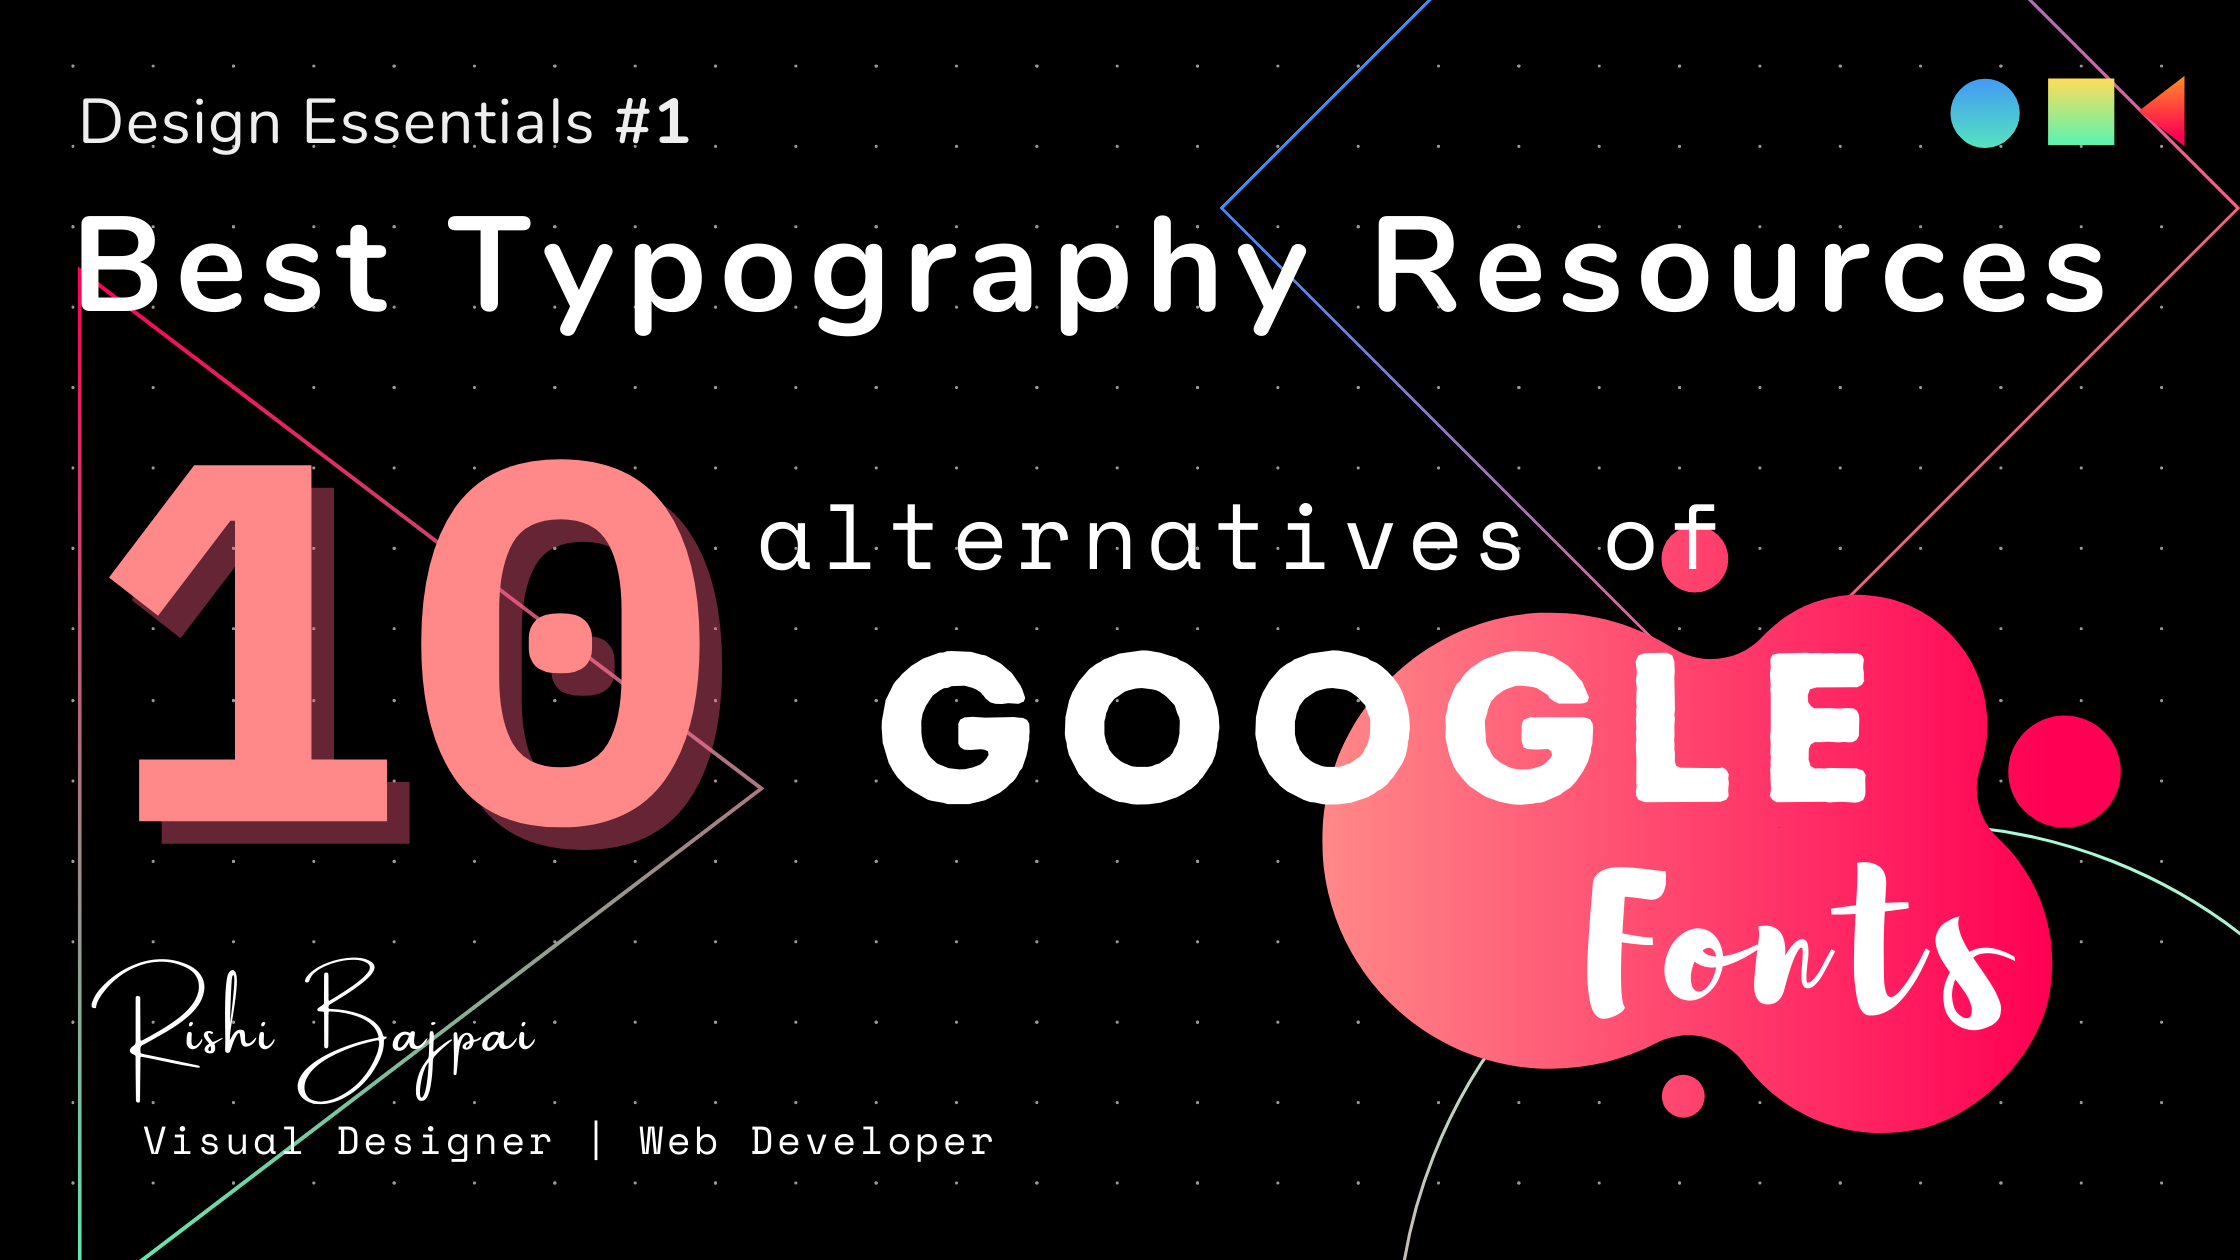 Design Essentials #1
Best Typography Resources
10
alternatives of
GOOGLE
Fonts
Rishi Bajpai
Visual Designer | Web Developer